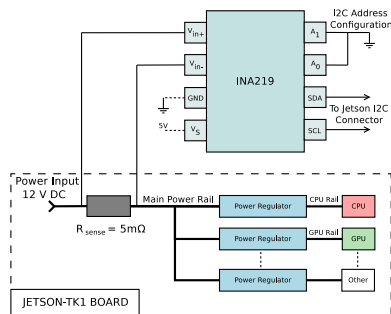 I2C Address
Configuration
Vin+
A1
Vin-
A0
INA219
GND
SDA
To Jetson I2C
Connector
5V
VS
SCL
Power Input
12 V DC
Main Power Rail
CPU Rail
Power Regulator
CPU
Rsense = 5mΩ
GPU Rail
Power Regulator
GPU
Power Regulator
Other
JETSON-TK1 BOARD